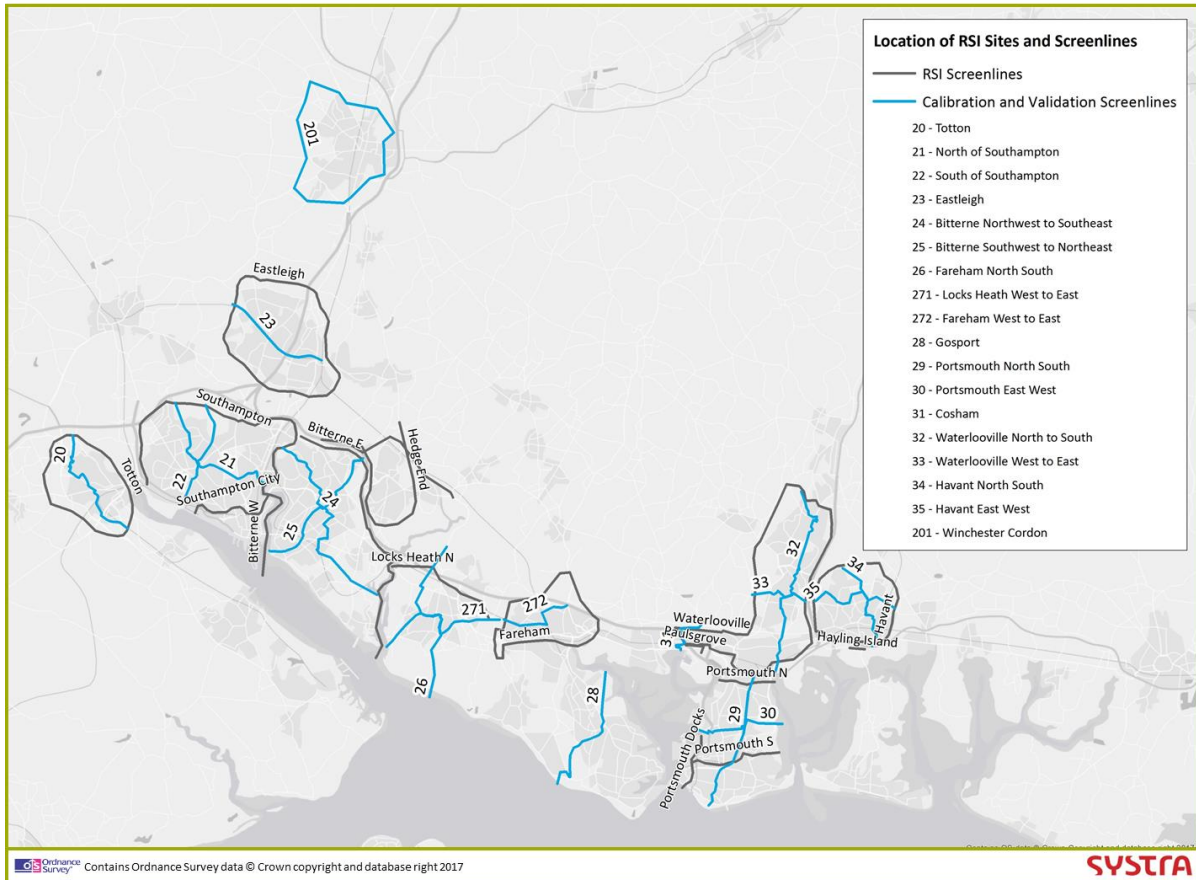 Location of RSI Sites and Screenlines
RSI Screenlines
Calibration and Validation Screenlines
20 - Totton
21 - North of Southampton
22 - South of Southampton
23 - Eastleigh
24 - Bitterne Northwest to Southeast
25 - Bitterne Southwest to Northeast
26 - Fareham North South
271 - Locks Heath West to East
272 - Fareham West to East
28 - Gosport
29 - Portsmouth North South
30 - Portsmouth East West
31 - Cosham
32 - Waterlooville North to South
33 - Waterlooville West to East
34 - Havant North South
35 - Havant East West
201 - Winchester Cordon
201
Eastleigh
23
Southampton
Bitterne E
Hedge End
20
Totton
21
22
Southampton City
24
25
Bitterne W
Locks Heath N
271
272
Fareham
26
28
32
33
34
35
Havant
Hayling Island
Waterlooville
Paulsgrove
Portsmouth N
29
30
Portsmouth Docks
Portsmouth S
OS Ordnance Survey
Contains Ordnance Survey data © Crown copyright and database right 2017
SYSTRA